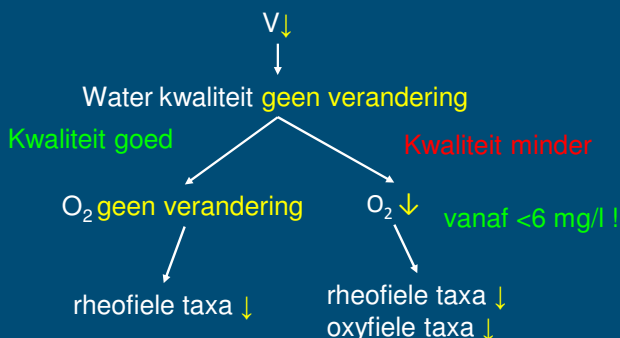 V↓
Water kwaliteit geen verandering
Kwaliteit goed
Kwaliteit minder
O₂ geen verandering
O₂ ↓
vanaf <6 mg/l !
rheofiele taxa ↓
rheofiele taxa ↓
oxyfiele taxa ↓